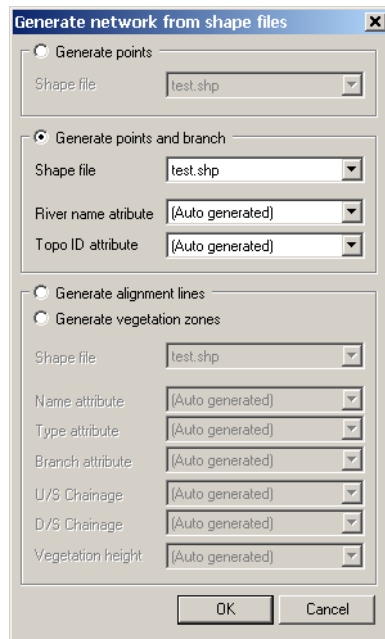 Generate network from shape files
Generate points
Shape file test.shp
Generate points and branch
Shape file test.shp
River name atribute (Auto generated)
Topo ID attribute (Auto generated)
Generate alignment lines
Generate vegetation zones
Shape file test.shp
Name attribute (Auto generated)
Type attribute (Auto generated)
Branch attribute (Auto generated)
U/S Chainage (Auto generated)
D/S Chainage (Auto generated)
Vegetation height (Auto generated)
OK Cancel